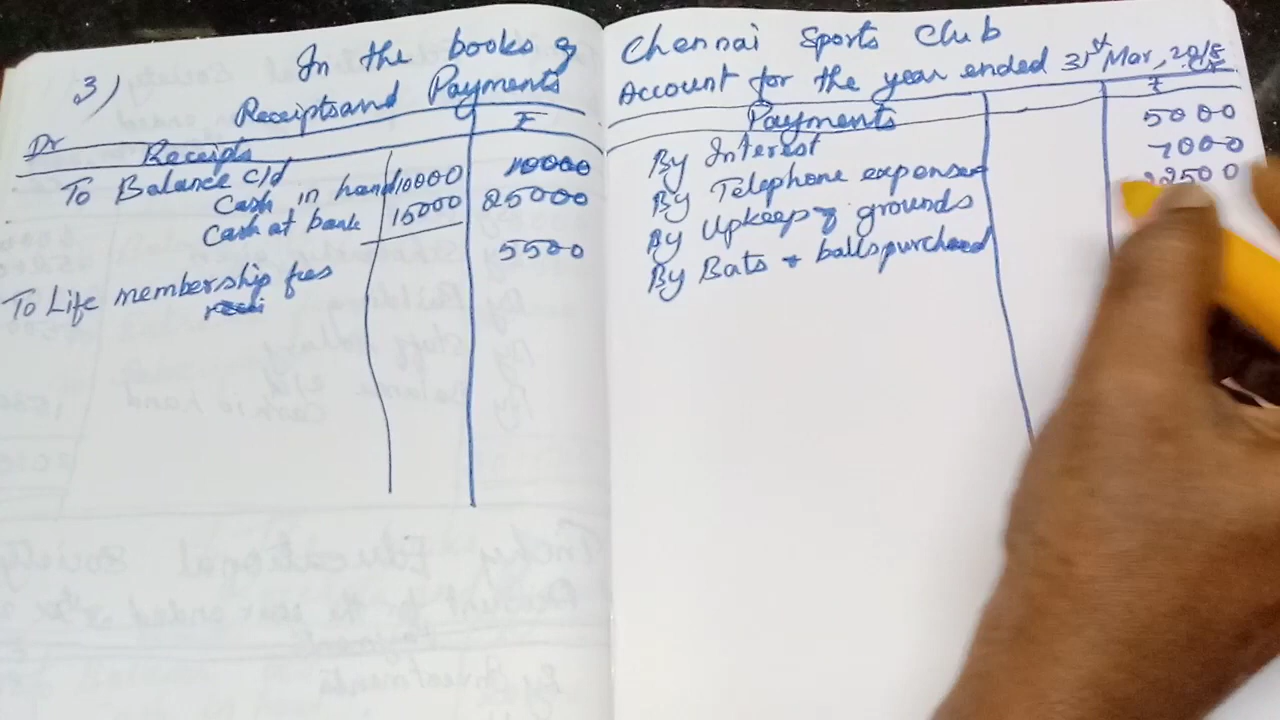 3) In the books of Chennai Sports Club
Receipts and Payments Account for the year ended 31st Mar, 2018
Dr Receipts ₹
To Balance c/d
Cash in hand 10000 10000
Cash at bank 15000 25000
To Life membership fees 5500
Cr
Payments ₹
By Interest 5000
By Telephone expenses 7000
By Upkeep of grounds 22500
By Bats & balls purchased